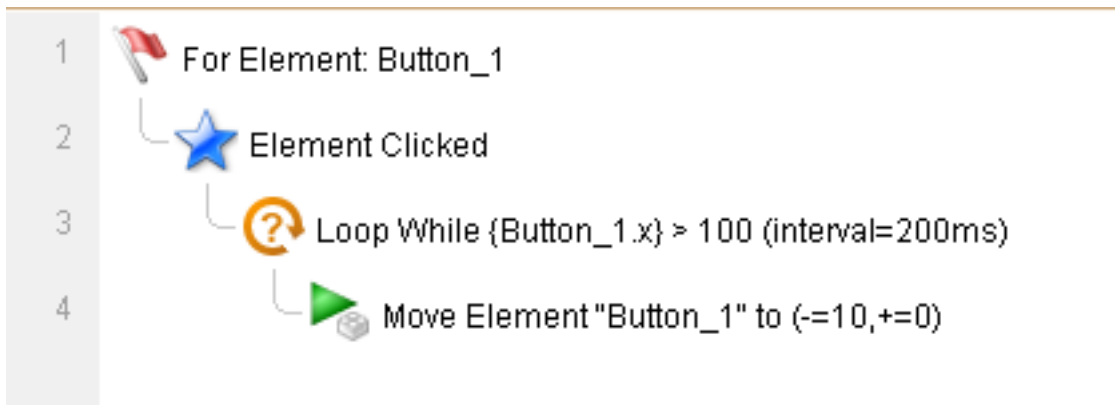 1 For Element: Button_1
2 Element Clicked
3 Loop While {Button_1.x} > 100 (interval=200ms)
4 Move Element "Button_1" to (-=10,+=0)